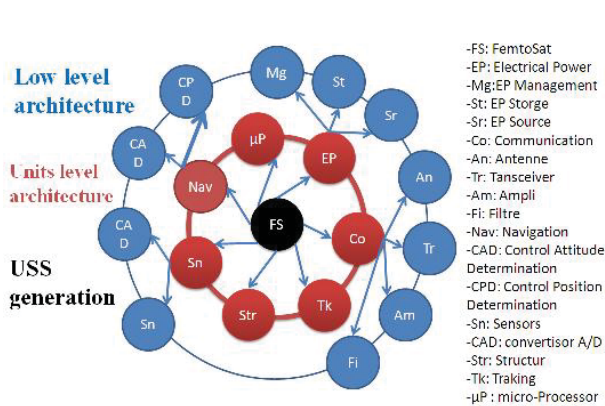 Low level
architecture
Units level
architecture
USS
generation
Mg
St
Sr
An
Tr
Am
Fi
Sn
CA
D
CA
D
CP
D
μP
EP
Co
Tk
Str
Sn
Nav
FS
-FS: FemtoSat
-EP: Electrical Power
-Mg:EP Management
-St: EP Storge
-Sr: EP Source
-Co: Communication
-An: Antenne
-Tr: Tansceiver
-Am: Ampli
-Fi: Filtre
-Nav: Navigation
-CAD: Control Attitude
Determination
-CPD: Control Position
Determination
-Sn: Sensors
-CAD: convertisor A/D
-Str: Structur
-Tk: Traking
-μP : micro-Processor